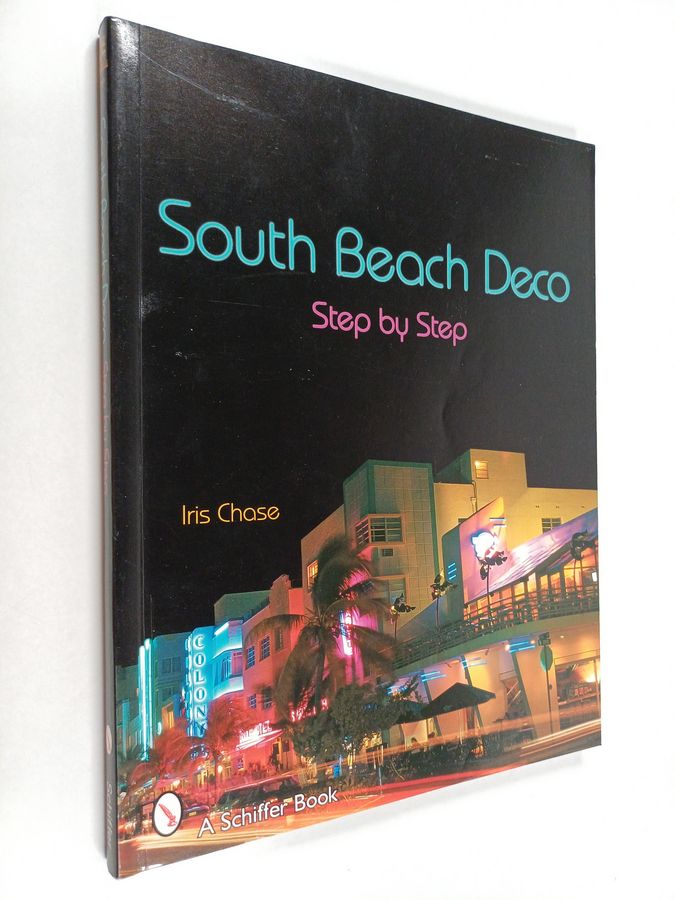 South Beach Deco
Step by Step
Iris Chase
COLONY
A Schiffer Book